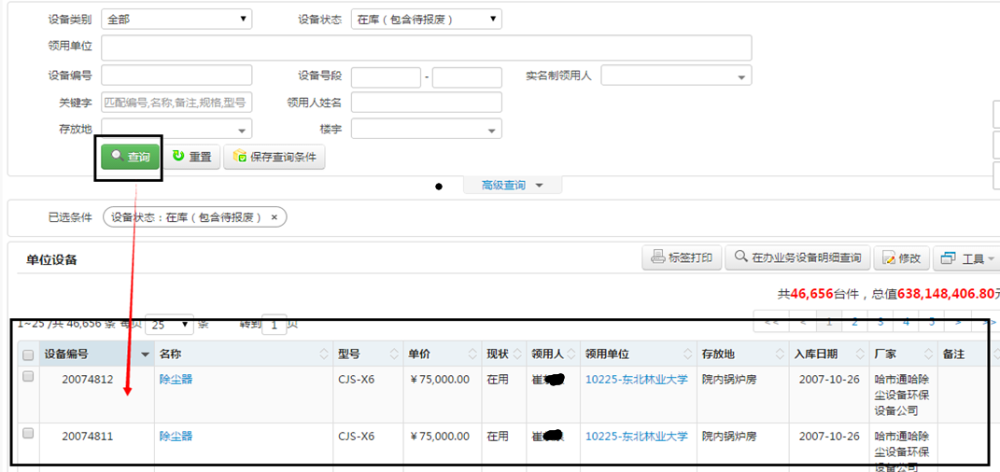 设备类别 全部 设备状态 在库（包含待报废）
领用单位
设备编号 设备号段 - 实名制领用人
关键字 匹配编号,名称,备注,规格,型号 领用人姓名
存放地 楼宇
查询 重置 保存查询条件
高级查询
已选条件 设备状态：在库（包含待报废） ×
单位设备 标签打印 在办业务设备明细查询 修改 工具
共46,656台件，总值638,148,406.80元
1~25 /共 46,656 条 每页 25 条 转到 1 页 << < 1 2 3 4 5 > >>
设备编号 名称 型号 单价 现状 领用人 领用单位 存放地 入库日期 厂家 备注
20074812 除尘器 CJS-X6 ￥75,000.00 在用 崔 10225-东北林业大学 院内锅炉房 2007-10-26 哈市通哈除
尘设备环保
设备公司
20074811 除尘器 CJS-X6 ￥75,000.00 在用 崔 10225-东北林业大学 院内锅炉房 2007-10-26 哈市通哈除
尘设备环保
设备公司